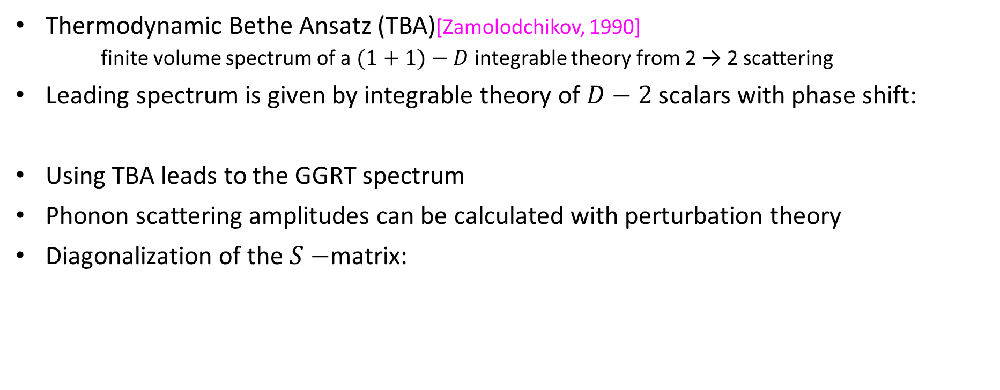 • Thermodynamic Bethe Ansatz (TBA)[Zamolodchikov, 1990]
finite volume spectrum of a (1 + 1) − D integrable theory from 2 → 2 scattering
• Leading spectrum is given by integrable theory of D − 2 scalars with phase shift:
• Using TBA leads to the GGRT spectrum
• Phonon scattering amplitudes can be calculated with perturbation theory
• Diagonalization of the S −matrix: